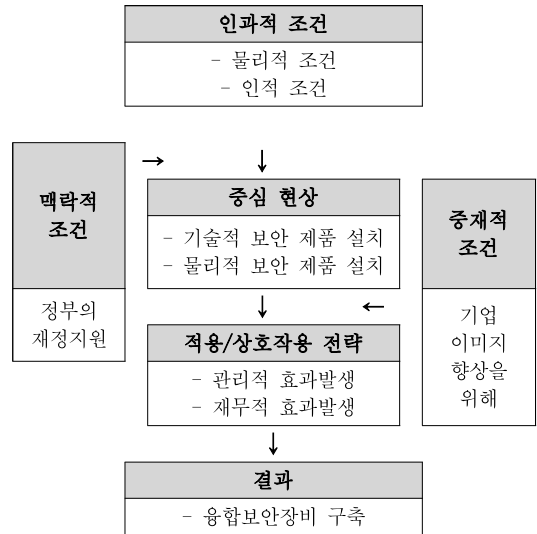 인과적 조건
- 물리적 조건
- 인적 조건
맥락적
조건
정부의
재정지원
중심 현상
- 기술적 보안 제품 설치
- 물리적 보안 제품 설치
중재적
조건
기업
이미지
향상을
위해
적용/상호작용 전략
- 관리적 효과발생
- 재무적 효과발생
결과
- 융합보안장비 구축